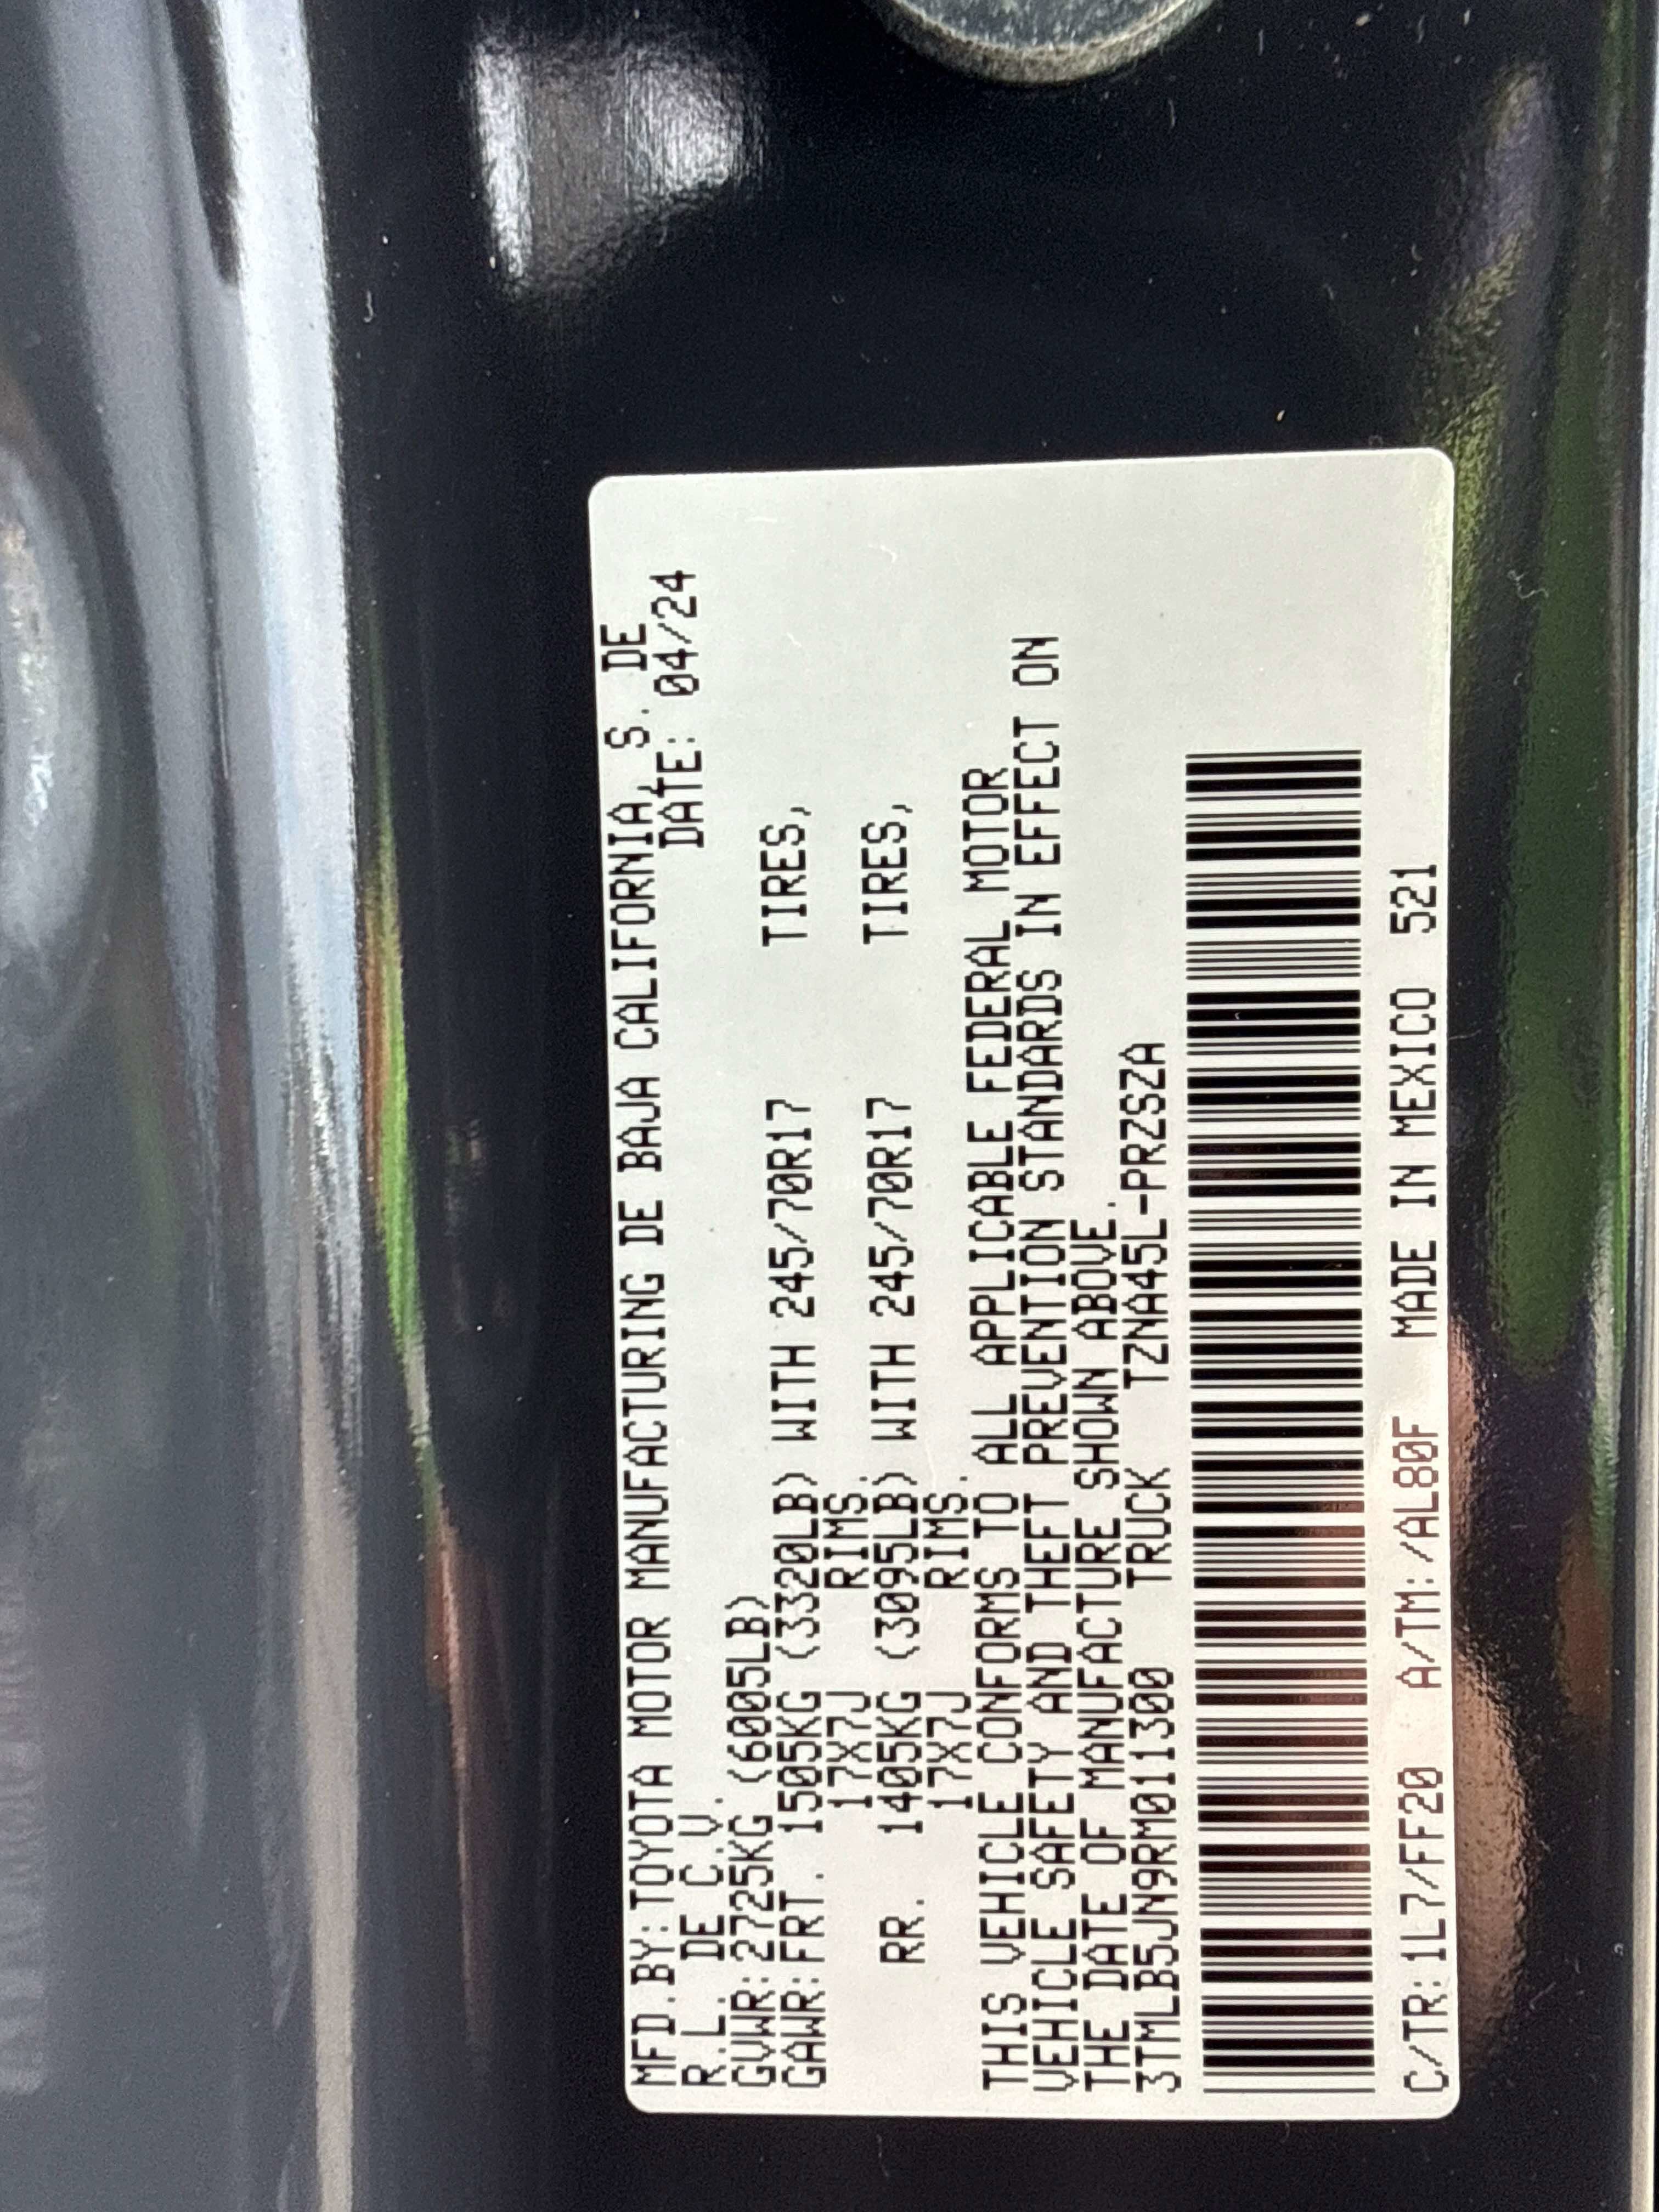 MFD.BY:TOYOTA MOTOR MANUFACTURING DE BAJA CALIFORNIA, S. DE
R.L. DE C.V. DATE: 04/24
GVWR:2725KG (6005LB)
GAWR:FRT. 1505KG (3320LB) WITH 245/70R17 TIRES,
17X7J RIMS.
RR. 1405KG (3095LB) WITH 245/70R17 TIRES,
17X7J RIMS.
THIS VEHICLE CONFORMS TO ALL APPLICABLE FEDERAL MOTOR
VEHICLE SAFETY AND THEFT PREVENTION STANDARDS IN EFFECT ON
THE DATE OF MANUFACTURE SHOWN ABOVE.
3TMLB5JN9RM011300 TRUCK TZNA45L-PRZSZA
C/TR:1L7/FF20 A/TM:/AL80F MADE IN MEXICO 521